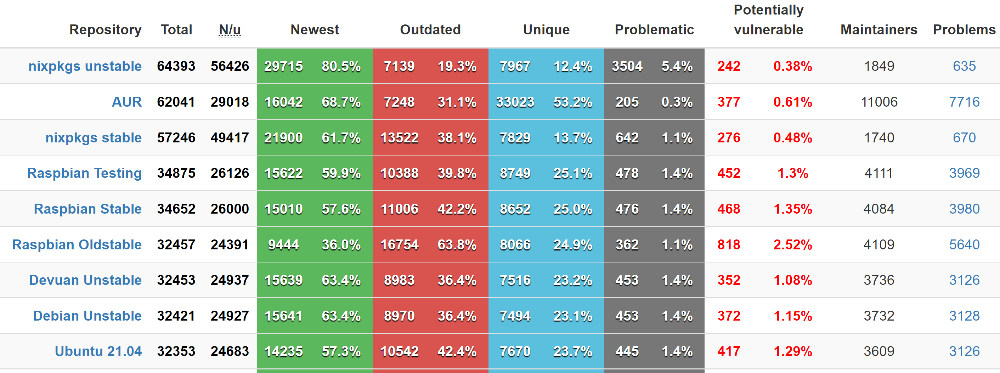 Repository Total N/u Newest Outdated Unique Problematic Potentially vulnerable Maintainers Problems
nixpkgs unstable 64393 56426 29715 80.5% 7139 19.3% 7967 12.4% 3504 5.4% 242 0.38% 1849 635
AUR 62041 29018 16042 68.7% 7248 31.1% 33023 53.2% 205 0.3% 377 0.61% 11006 7716
nixpkgs stable 57246 49417 21900 61.7% 13522 38.1% 7829 13.7% 642 1.1% 276 0.48% 1740 670
Raspbian Testing 34875 26126 15622 59.9% 10388 39.8% 8749 25.1% 478 1.4% 452 1.3% 4111 3969
Raspbian Stable 34652 26000 15010 57.6% 11006 42.2% 8652 25.0% 476 1.4% 468 1.35% 4084 3980
Raspbian Oldstable 32457 24391 9444 36.0% 16754 63.8% 8066 24.9% 362 1.1% 818 2.52% 4109 5640
Devuan Unstable 32453 24937 15639 63.4% 8983 36.4% 7516 23.2% 453 1.4% 352 1.08% 3736 3126
Debian Unstable 32421 24927 15641 63.4% 8970 36.4% 7494 23.1% 453 1.4% 372 1.15% 3732 3128
Ubuntu 21.04 32353 24683 14235 57.3% 10542 42.4% 7670 23.7% 445 1.4% 417 1.29% 3609 3126